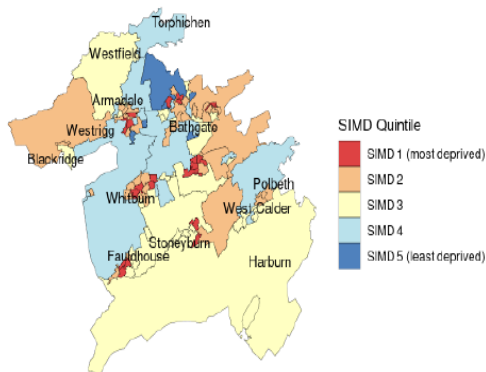 Torphichen
Westfield
Armadale
Westrigg
Bathgate
Blackridge
Polbeth
Whitburn
West Calder
Stoneyburn
Fauldhouse
Harburn
SIMD Quintile
SIMD 1 (most deprived)
SIMD 2
SIMD 3
SIMD 4
SIMD 5 (least deprived)